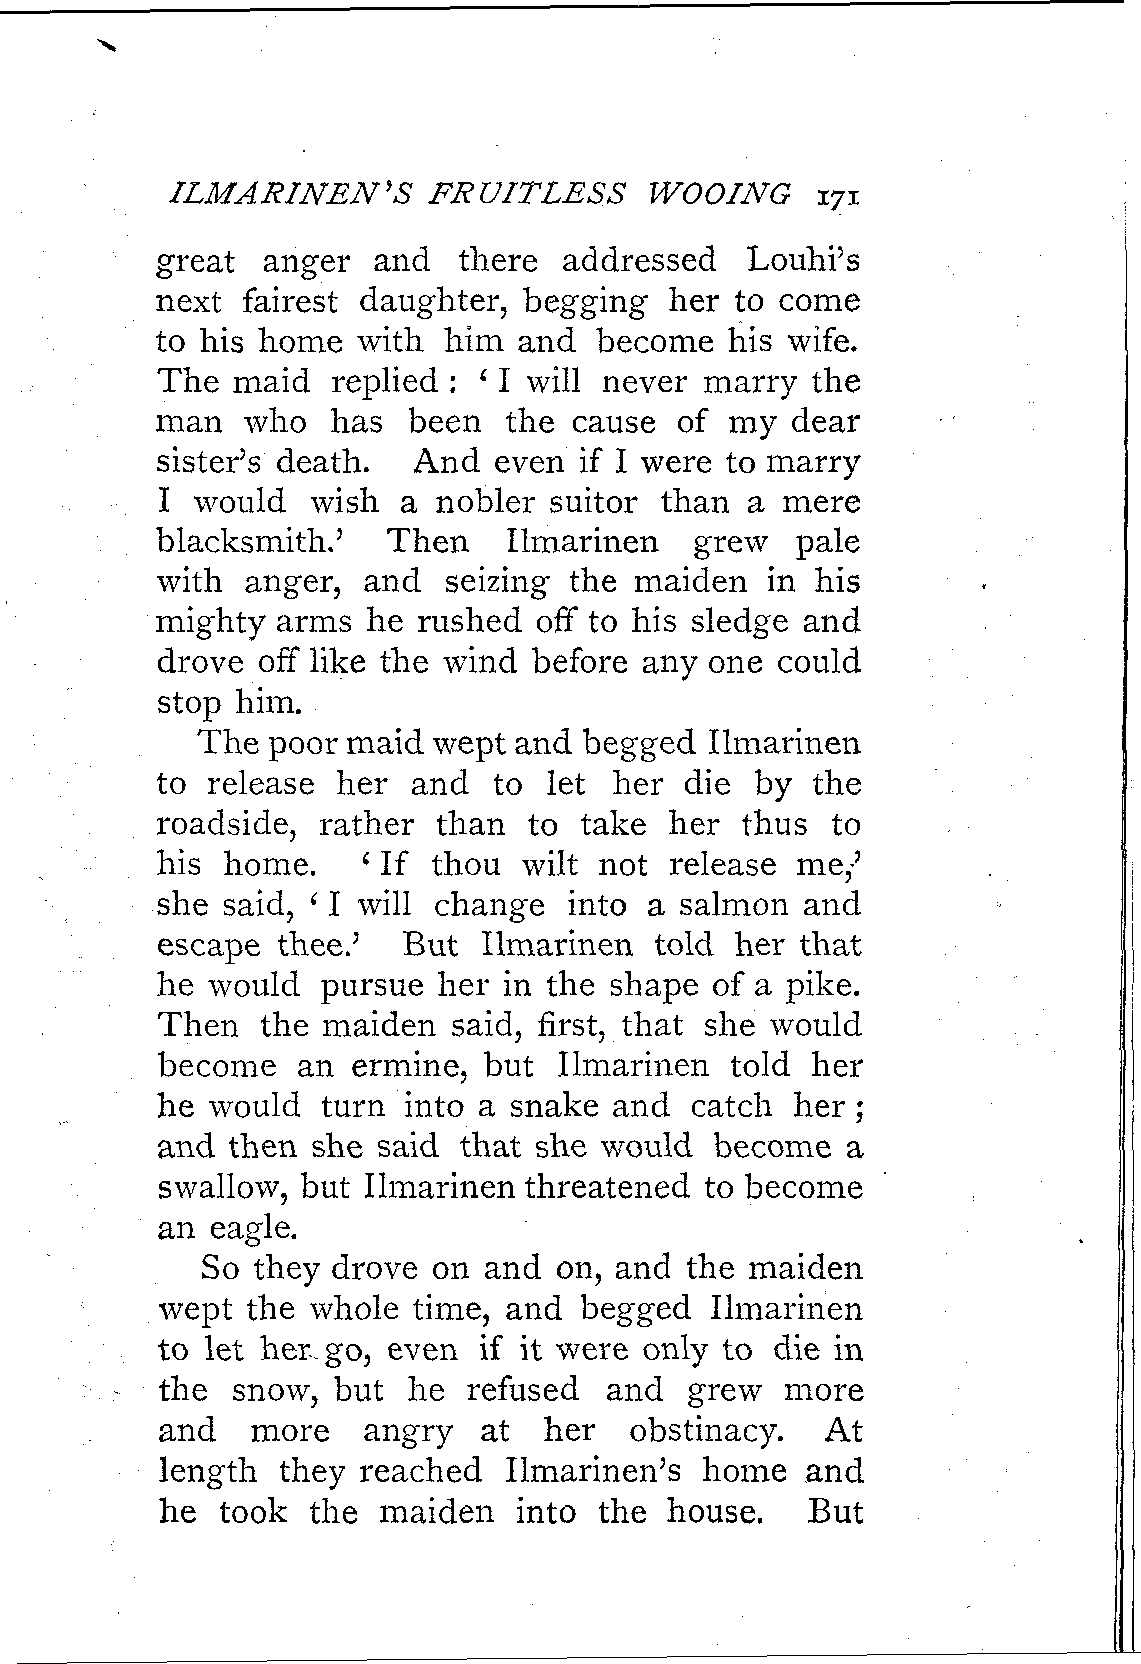 ILMARINEN'S FRUITLESS WOOING 171
great anger and there addressed Louhi's
next fairest daughter, begging her to come
to his home with him and become his wife.
The maid replied : ‘ I will never marry the
man who has been the cause of my dear
sister's death. And even if I were to marry
I would wish a nobler suitor than a mere
blacksmith.’ Then Ilmarinen grew pale
with anger, and seizing the maiden in his
mighty arms he rushed off to his sledge and
drove off like the wind before any one could
stop him.
The poor maid wept and begged Ilmarinen
to release her and to let her die by the
roadside, rather than to take her thus to
his home. ‘ If thou wilt not release me,’
she said, ‘ I will change into a salmon and
escape thee.’ But Ilmarinen told her that
he would pursue her in the shape of a pike.
Then the maiden said, first, that she would
become an ermine, but Ilmarinen told her
he would turn into a snake and catch her ;
and then she said that she would become a
swallow, but Ilmarinen threatened to become
an eagle.
So they drove on and on, and the maiden
wept the whole time, and begged Ilmarinen
to let her go, even if it were only to die in
the snow, but he refused and grew more
and more angry at her obstinacy. At
length they reached Ilmarinen's home and
he took the maiden into the house. But